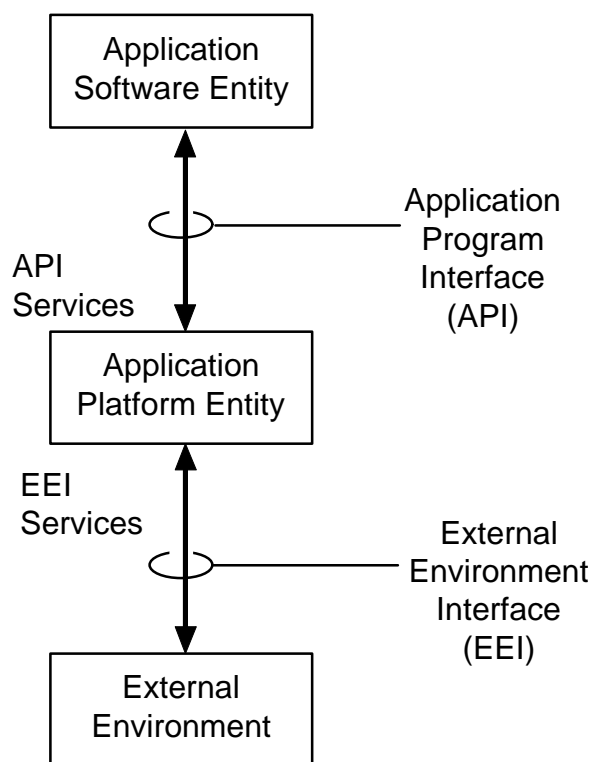 Application
Software Entity
Application
Program
Interface
(API)
API
Services
Application
Platform Entity
EEI
Services
External
Environment
Interface
(EEI)
External
Environment